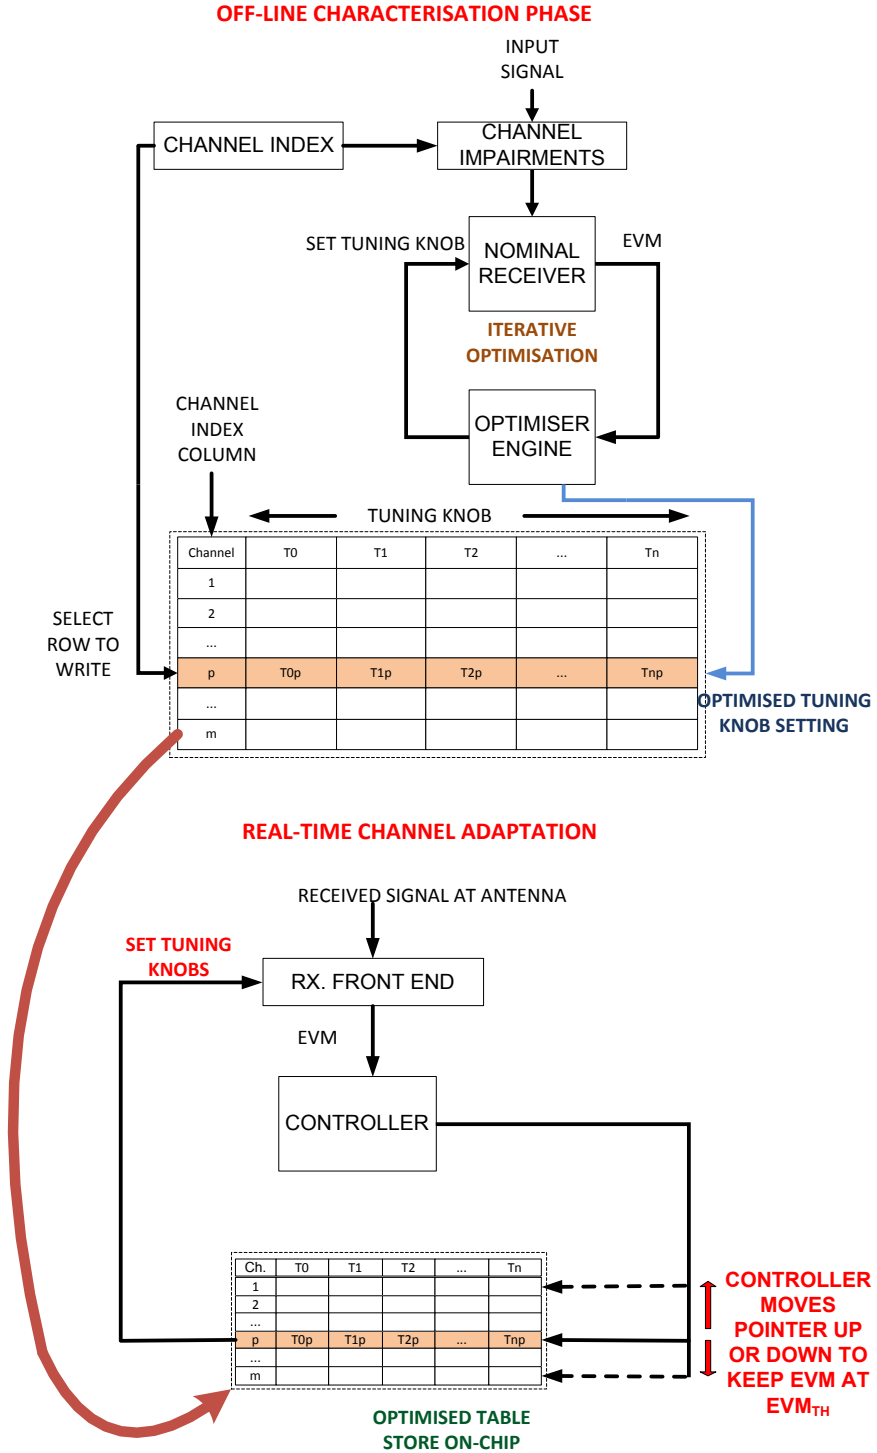 OFF-LINE CHARACTERISATION PHASE
INPUT
SIGNAL
CHANNEL INDEX
CHANNEL
IMPAIRMENTS
SET TUNING KNOB
NOMINAL
RECEIVER
EVM
ITERATIVE
OPTIMISATION
CHANNEL
INDEX
COLUMN
OPTIMISER
ENGINE
TUNING KNOB
Channel T0 T1 T2 ... Tn
1
2
...
p T0p T1p T2p ... Tnp
...
m
SELECT
ROW TO
WRITE
OPTIMISED TUNING
KNOB SETTING
REAL-TIME CHANNEL ADAPTATION
RECEIVED SIGNAL AT ANTENNA
SET TUNING
KNOBS
RX. FRONT END
EVM
CONTROLLER
Ch. T0 T1 T2 ... Tn
1
2
...
p T0p T1p T2p ... Tnp
...
m
CONTROLLER
MOVES
POINTER UP
OR DOWN TO
KEEP EVM AT
EVMTH
OPTIMISED TABLE
STORE ON-CHIP